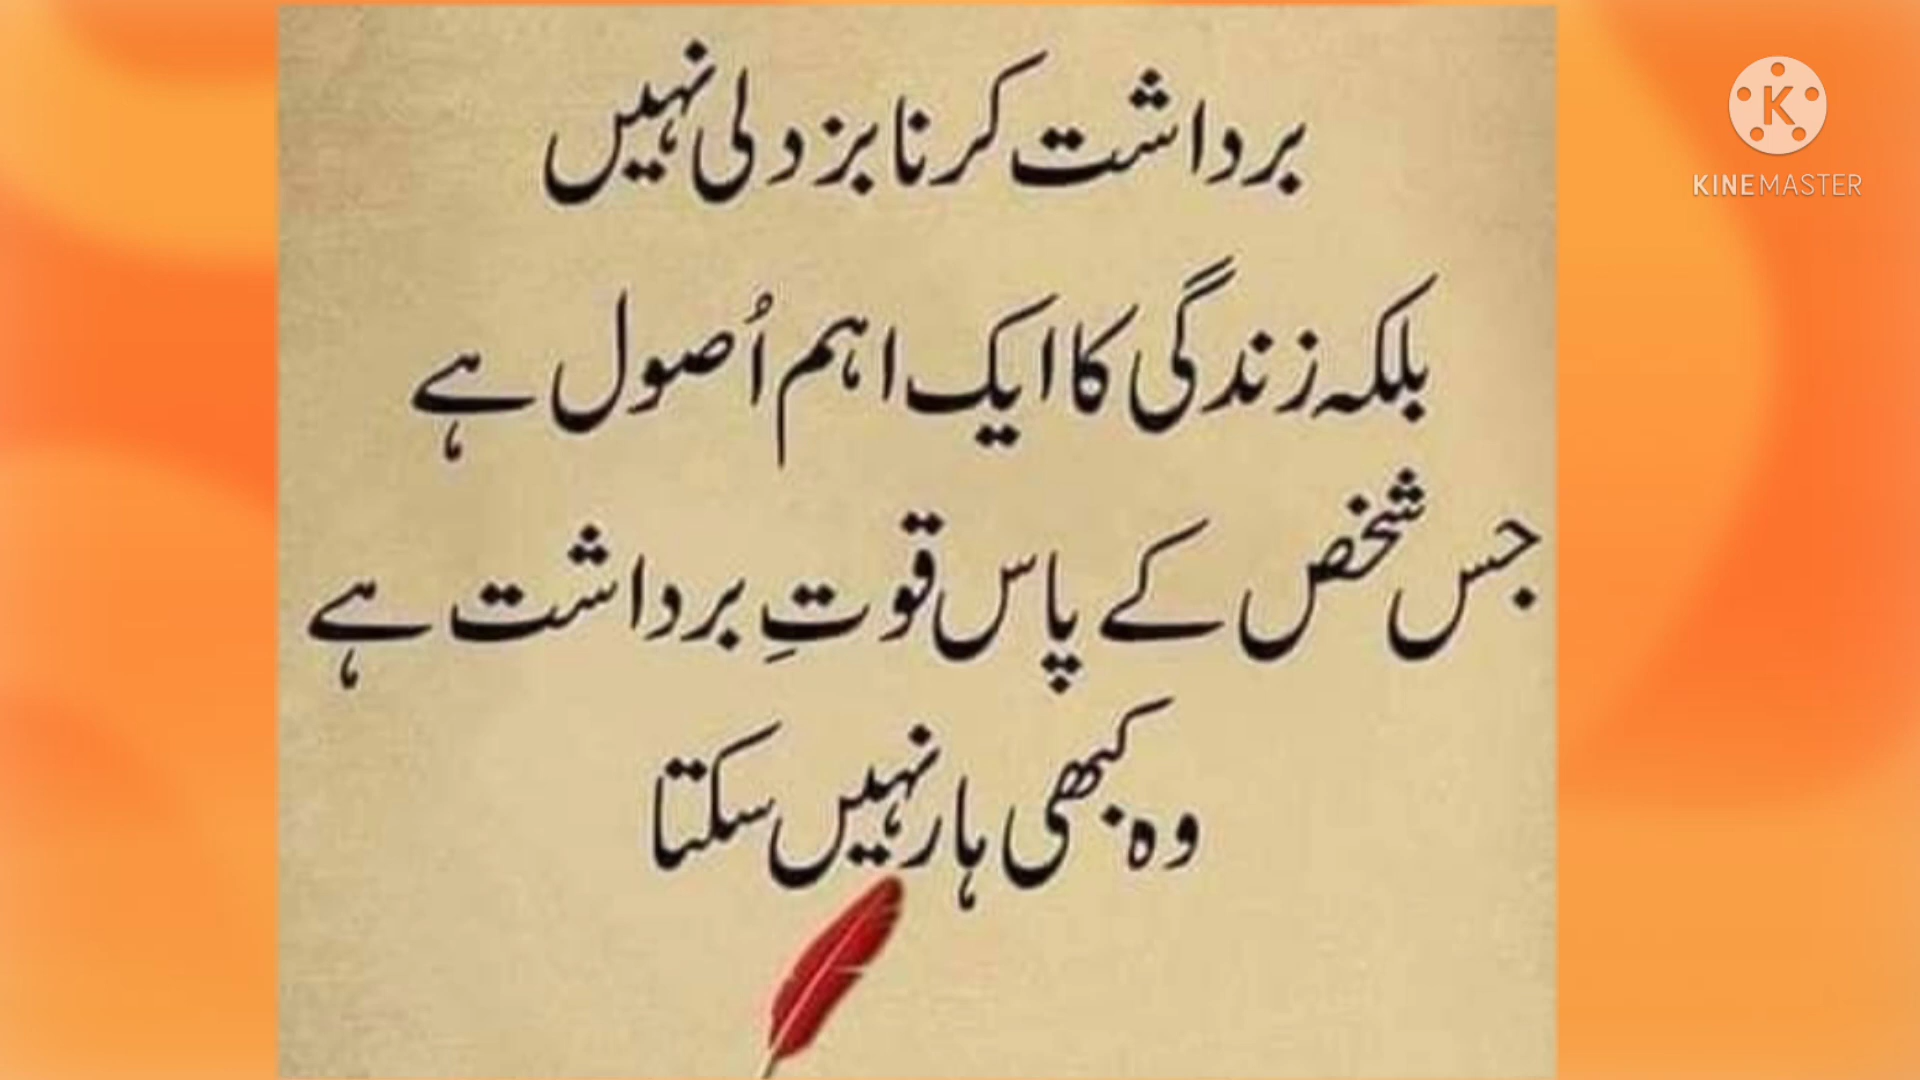 برداشت کرنا بزدلی نہیں
بلکہ زندگی کا ایک اہم اُصول ہے
جس شخص کے پاس قوتِ برداشت ہے
وہ کبھی ہار نہیں سکتا
K
KINEMASTER